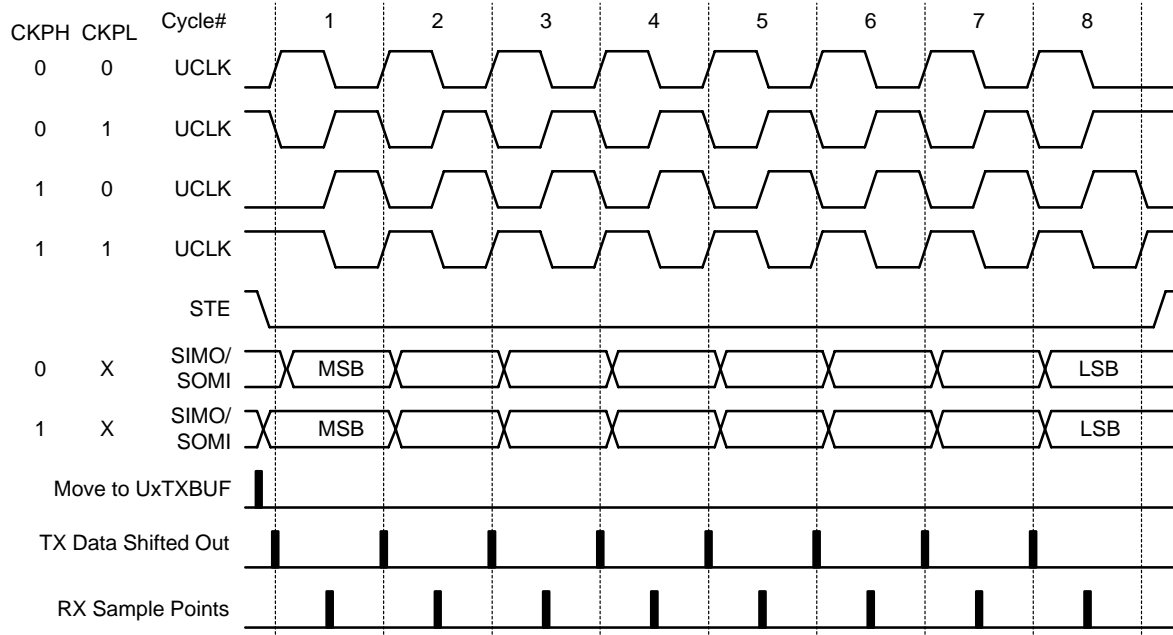 Cycle# 1 2 3 4 5 6 7 8
CKPH CKPL
0 0 UCLK
0 1 UCLK
1 0 UCLK
1 1 UCLK
STE
0 X SIMO/
SOMI MSB LSB
1 X SIMO/
SOMI MSB LSB
Move to UxTXBUF
TX Data Shifted Out
RX Sample Points